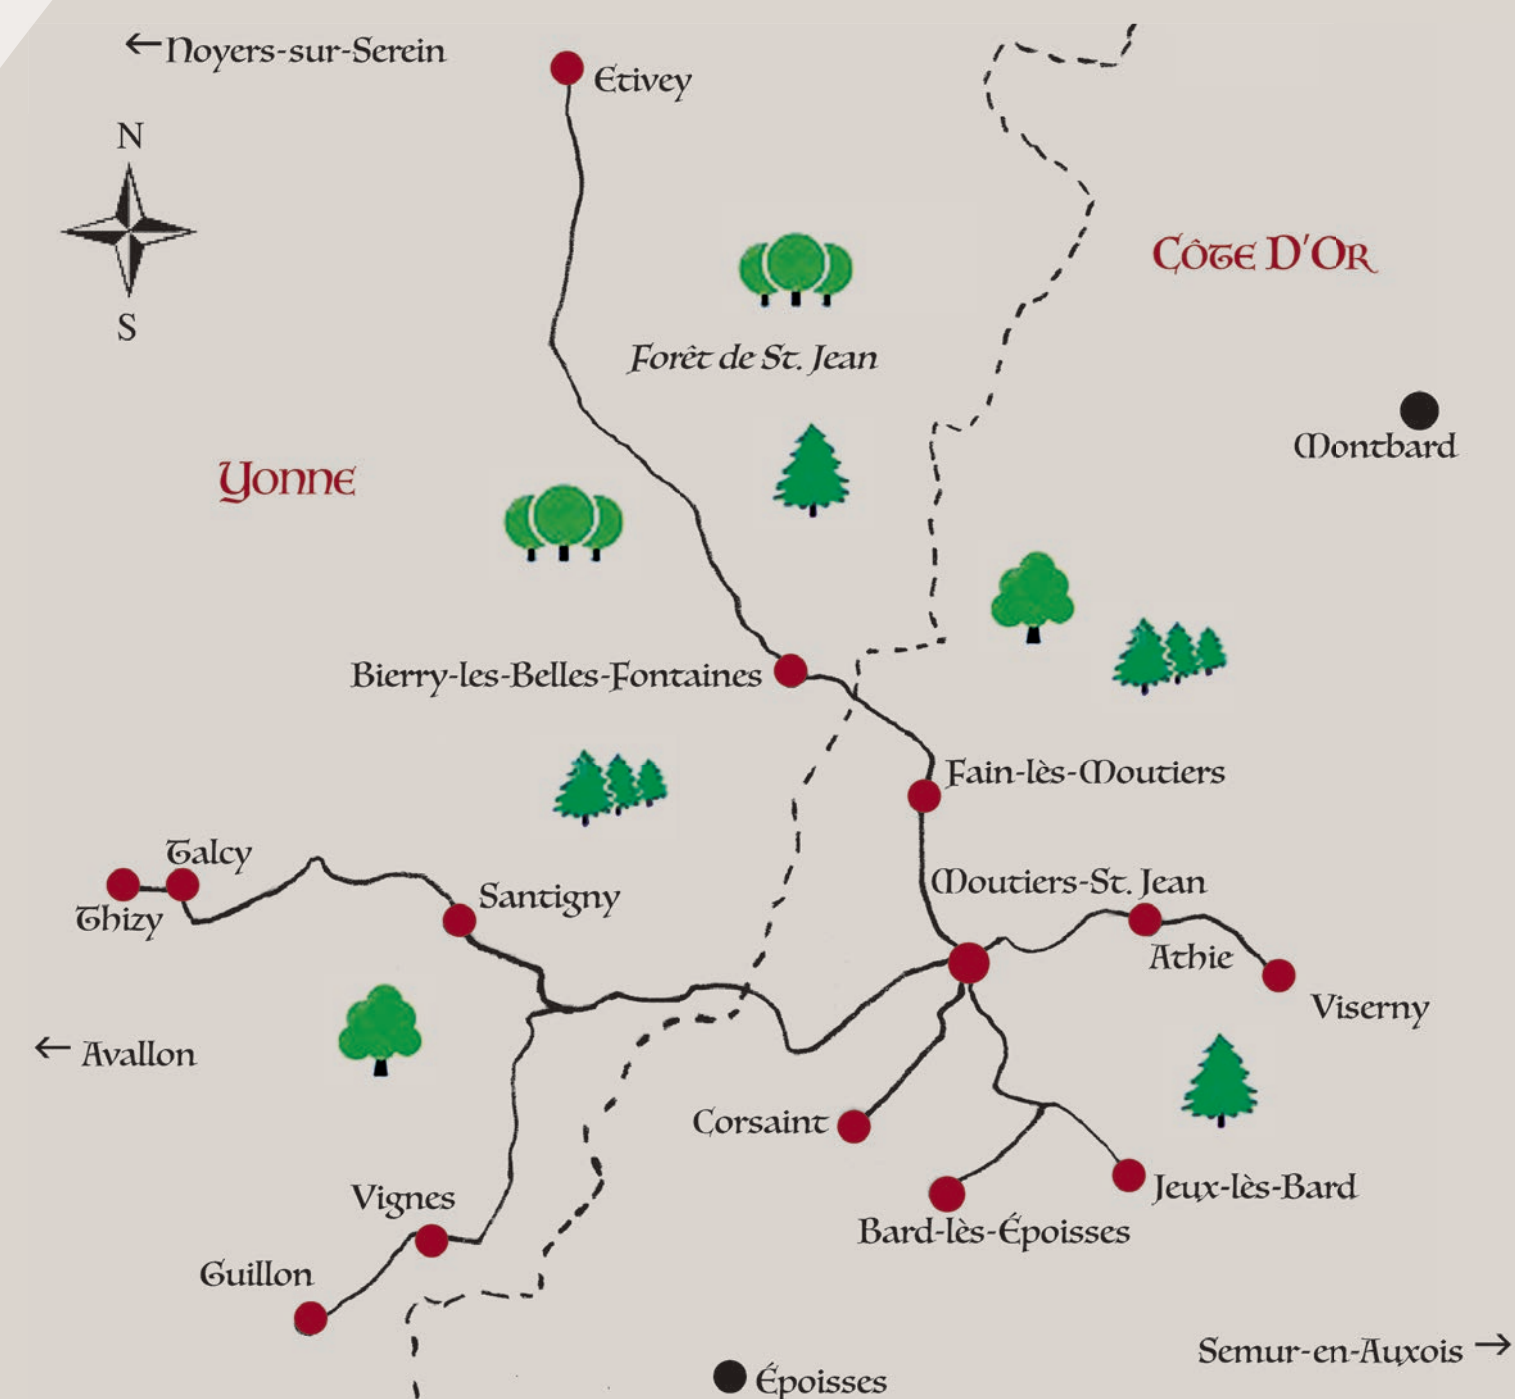 ←Noyers-sur-Serein
Etivey
N
S
CÔTE D'OR
Forêt de St. Jean
Montbard
Yonne
Bierry-les-Belles-Fontaines
Fain-lès-Moutiers
Talcy
Moutiers-St. Jean
Santigny
Thizy
Athie
Viserny
← Avallon
Corsaint
Jeux-lès-Bard
Vignes
Bard-lès-Époisses
Guillon
Semur-en-Auxois →
Époisses